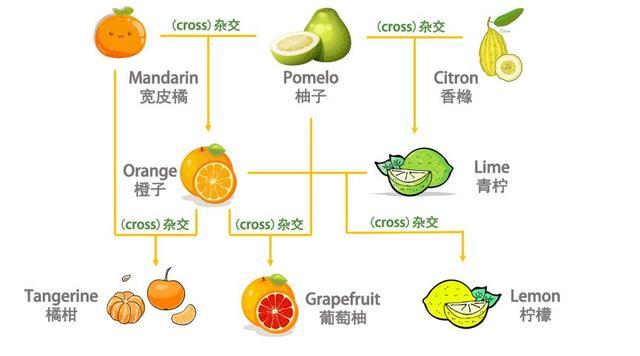 (cross) 杂交
(cross) 杂交
Mandarin
宽皮橘
Pomelo
柚子
Citron
香橼
Orange
橙子
Lime
青柠
(cross) 杂交
(cross) 杂交
(cross) 杂交
Tangerine
橘柑
Grapefruit
葡萄柚
Lemon
柠檬